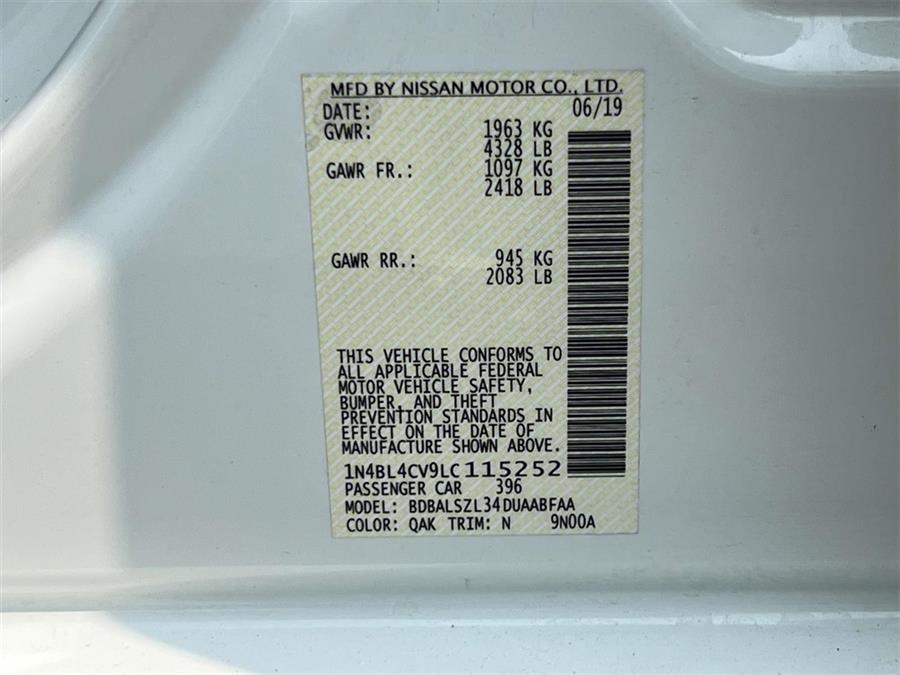 MFD BY NISSAN MOTOR CO., LTD.
DATE: 06/19
GVWR: 1963 KG
4328 LB
GAWR FR.: 1097 KG
2418 LB
GAWR RR.: 945 KG
2083 LB
THIS VEHICLE CONFORMS TO
ALL APPLICABLE FEDERAL
MOTOR VEHICLE SAFETY,
BUMPER, AND THEFT
PREVENTION STANDARDS IN
EFFECT ON THE DATE OF
MANUFACTURE SHOWN ABOVE.
1N4BL4CV9LC115252
PASSENGER CAR 396
MODEL: BDBALSZL34DUAABFAA
COLOR: QAK TRIM: N 9N00A